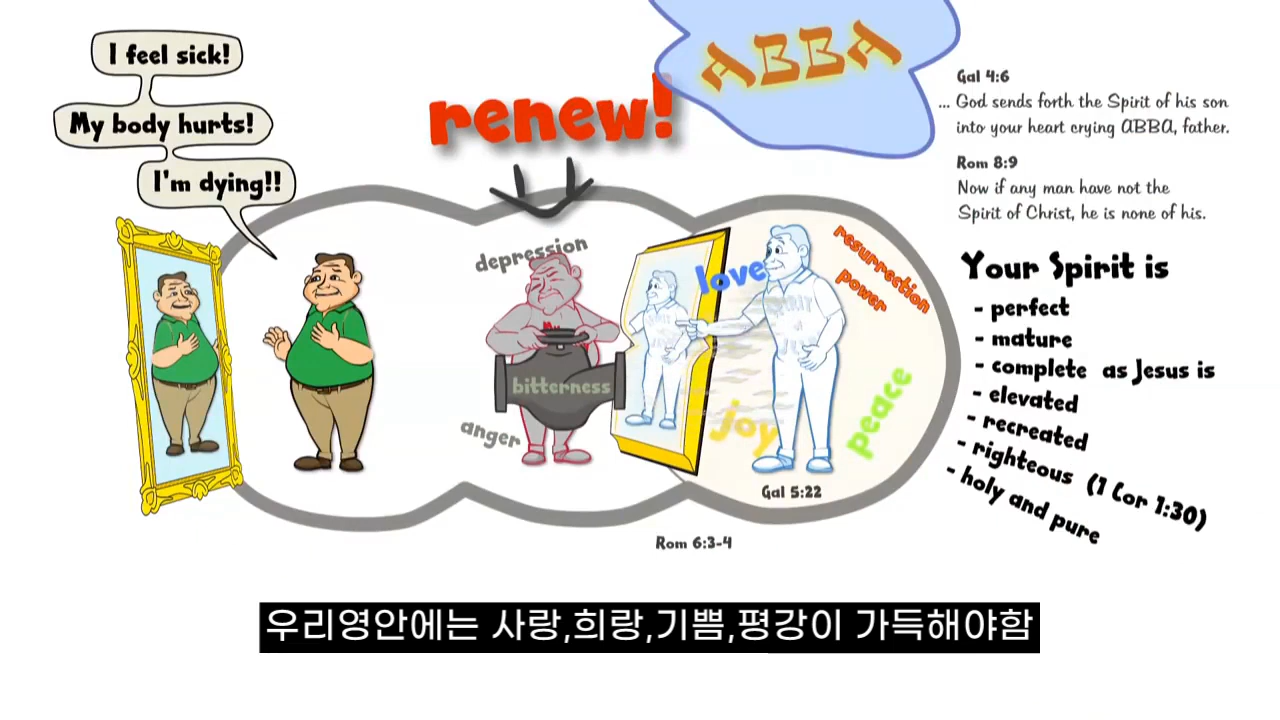 I feel sick!
My body hurts!
I'm dying!!
renew!
ABBA
Gal 4:6
... God sends forth the Spirit of his son
into your heart crying ABBA, father.
Rom 8:9
Now if any man have not the
Spirit of Christ, he is none of his.
Your Spirit is
- perfect
- mature
- complete as Jesus is
- elevated
- recreated
- righteous (1 Cor 1:30)
- holy and pure
depression
bitterness
anger
love
joy
peace
resurrection
power
Gal 5:22
Rom 6:3-4
우리영안에는 사랑,희랑,기쁨,평강이 가득해야함